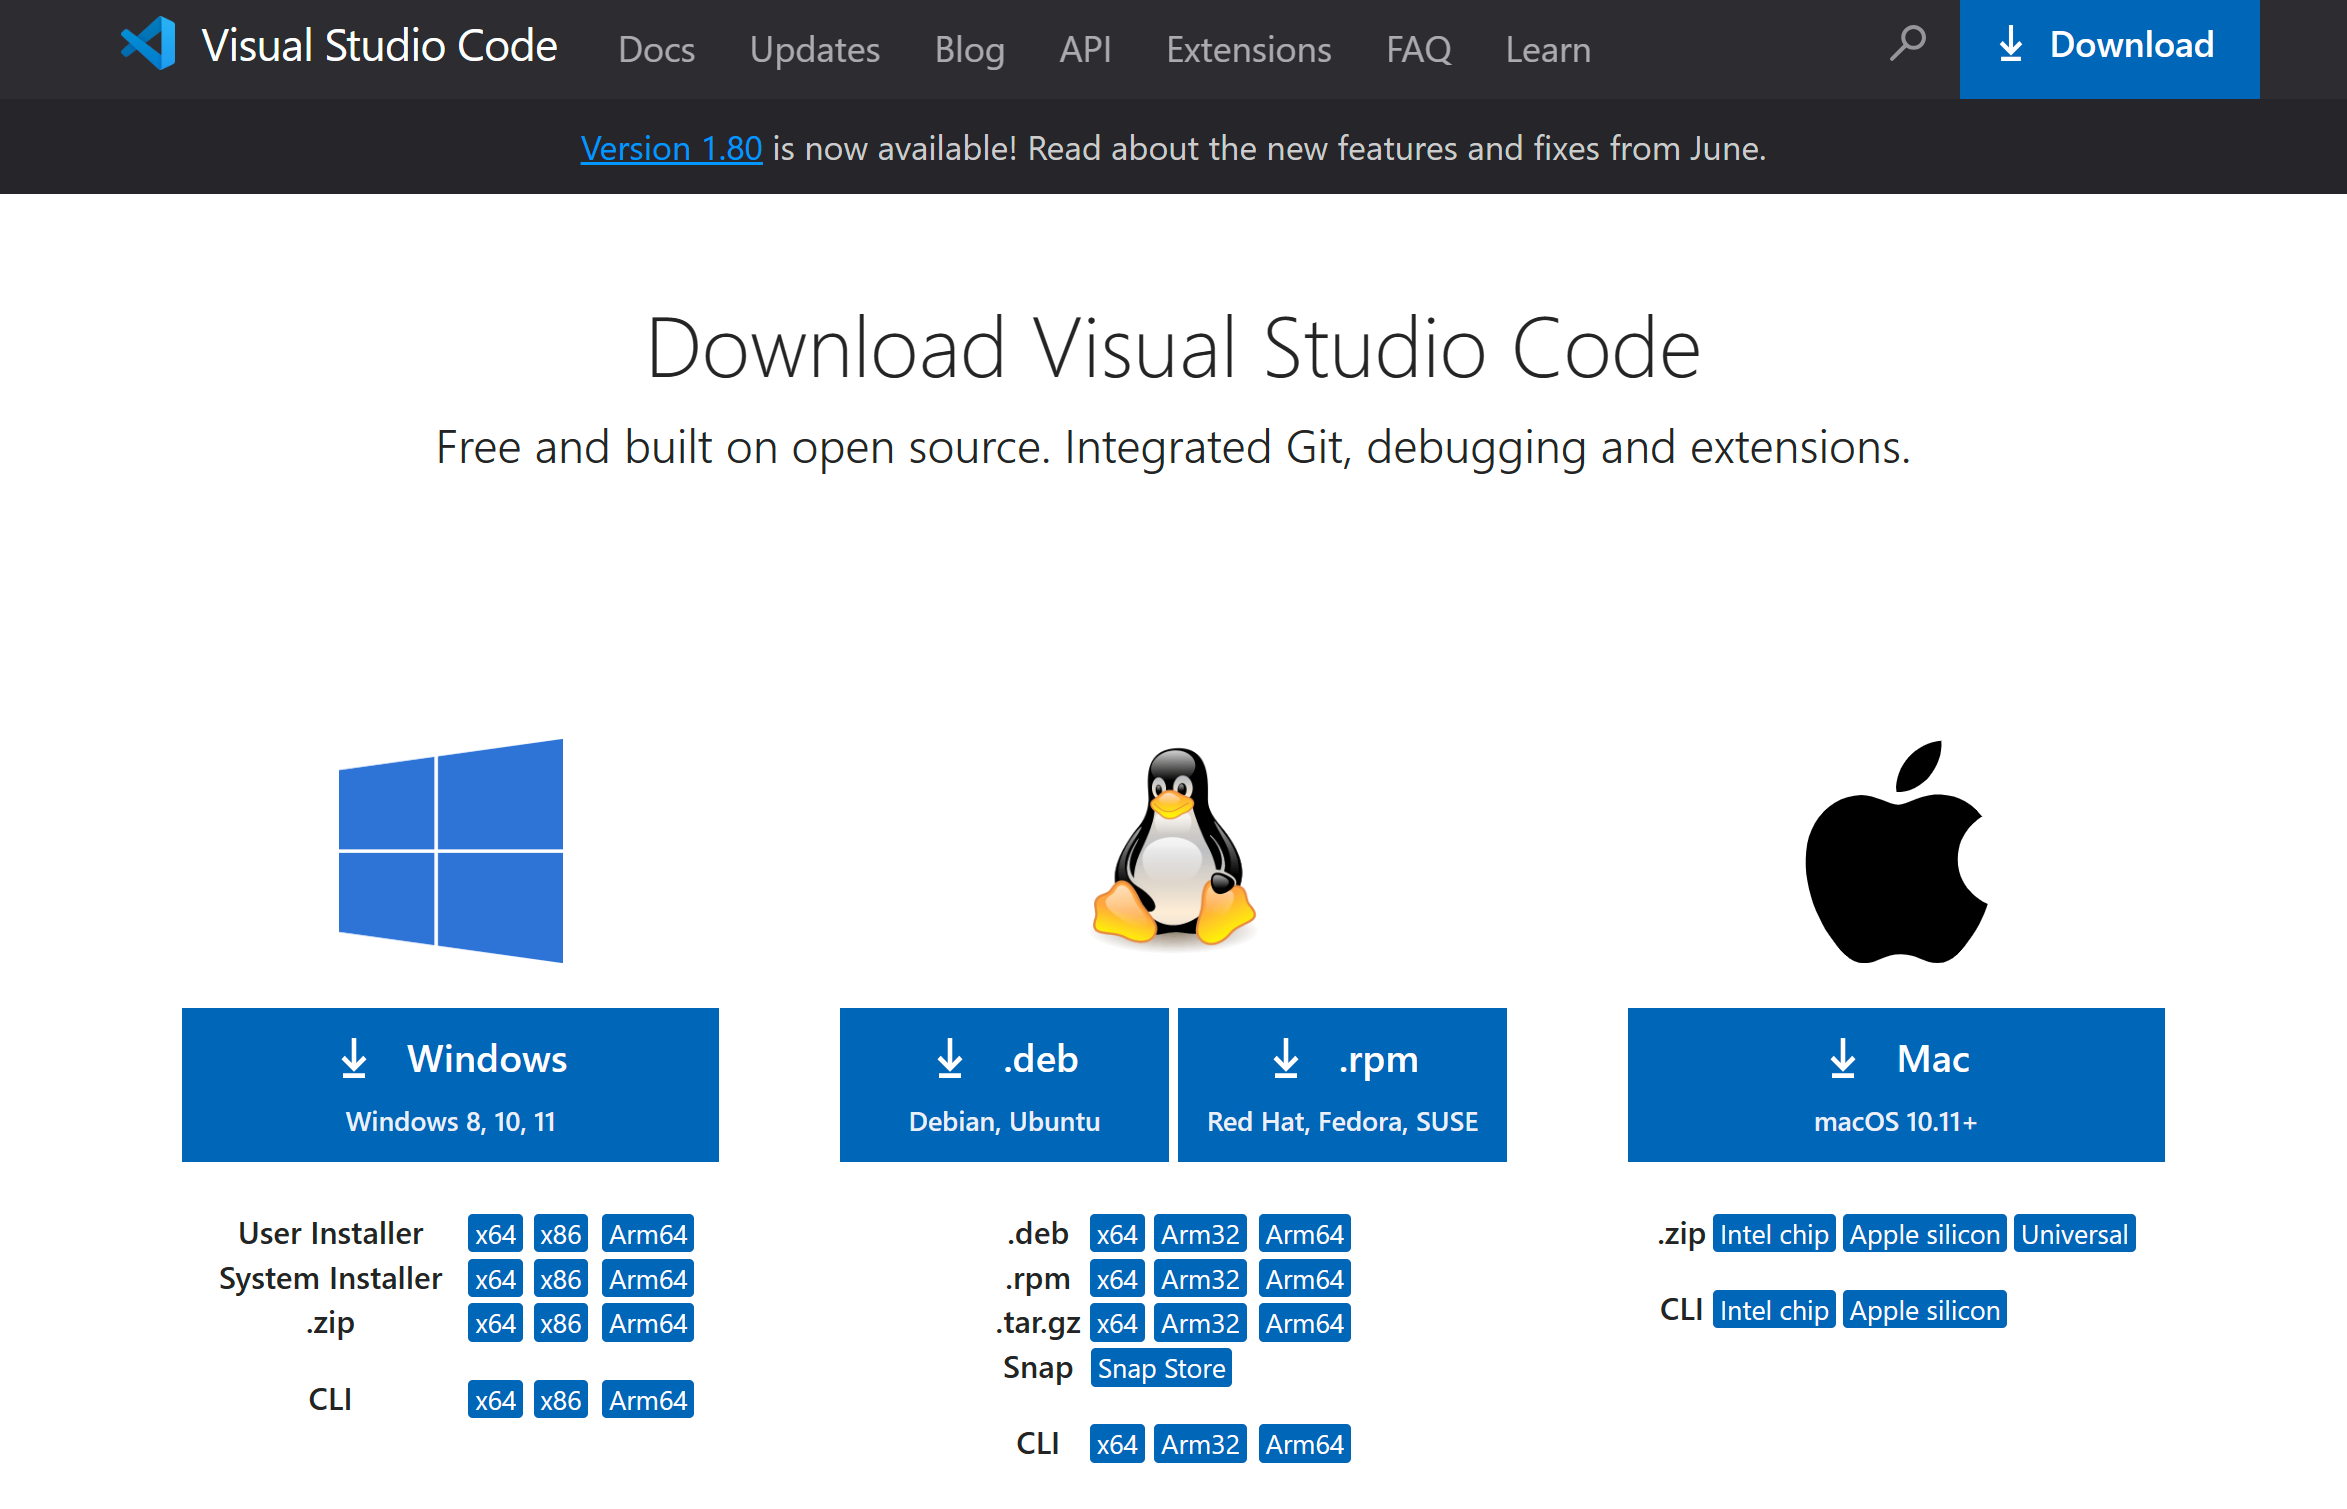 Visual Studio Code Docs Updates Blog API Extensions FAQ Learn Download
Version 1.80 is now available! Read about the new features and fixes from June.
Download Visual Studio Code
Free and built on open source. Integrated Git, debugging and extensions.
Windows
Windows 8, 10, 11
User Installer x64 x86 Arm64
System Installer x64 x86 Arm64
.zip x64 x86 Arm64
CLI x64 x86 Arm64
.deb
Debian, Ubuntu
.rpm
Red Hat, Fedora, SUSE
.deb x64 Arm32 Arm64
.rpm x64 Arm32 Arm64
.tar.gz x64 Arm32 Arm64
Snap Snap Store
CLI x64 Arm32 Arm64
Mac
macOS 10.11+
.zip Intel chip Apple silicon Universal
CLI Intel chip Apple silicon